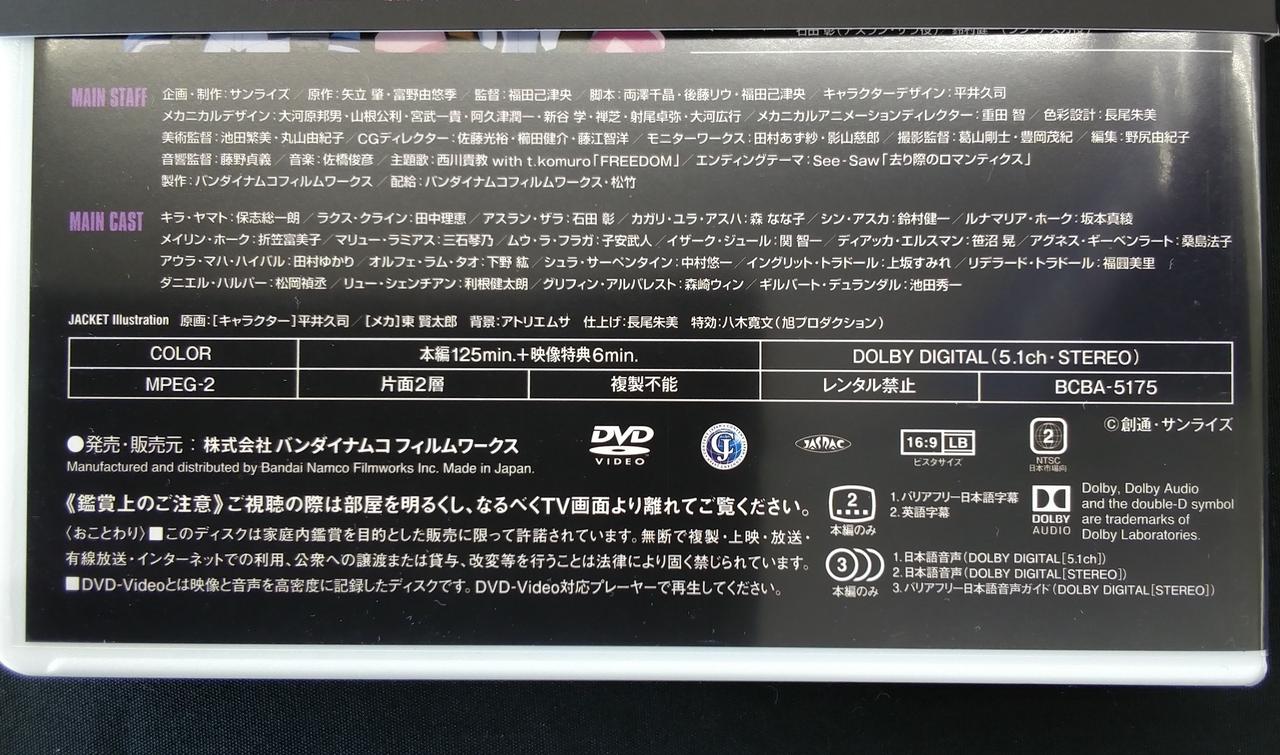 MAIN STAFF 企画・制作:サンライズ／原作:矢立 肇・富野由悠季／監督:福田己津央／脚本:両澤千晶・後藤リウ・福田己津央／キャラクターデザイン:平井久司
メカニカルデザイン:大河原邦男・山根公利・宮武一貴・阿久津潤一・新谷 学・禅芝・射尾卓弥・大河広行／メカニカルアニメーションディレクター:重田 智／色彩設計:長尾朱美
美術監督:池田繁美・丸山由紀子／CGディレクター:佐藤光裕・櫛田健介・藤江智洋／モニターワークス:田村あず紗・影山慈郎／撮影監督:葛山剛士・豊岡茂紀／編集:野尻由紀子
音響監督:藤野貞義／音楽:佐橋俊彦／主題歌:西川貴教 with t.komuro「FREEDOM」／エンディングテーマ:See-Saw「去り際のロマンティクス」
製作:バンダイナムコフィルムワークス／配給:バンダイナムコフィルムワークス・松竹
MAIN CAST キラ・ヤマト:保志総一朗／ラクス・クライン:田中理恵／アスラン・ザラ:石田 彰／カガリ・ユラ・アスハ:森 なな子／シン・アスカ:鈴村健一／ルナマリア・ホーク:坂本真綾
メイリン・ホーク:折笠富美子／マリュー・ラミアス:三石琴乃／ムウ・ラ・フラガ:子安武人／イザーク・ジュール:関 智一／ディアッカ・エルスマン:笹沼 晃／アグネス・ギーベンラート:桑島法子
アウラ・マハ・ハイバル:田村ゆかり／オルフェ・ラム・タオ:下野 紘／シュラ・サーペンタイン:中村悠一／イングリット・トラドール:上坂すみれ／リデラード・トラドール:福圓美里／
ダニエル・ハルパー:松岡禎丞／リュー・シェンチアン:利根健太朗／グリフィン・アルバレスト:森崎ウィン／ギルバート・デュランダル:池田秀一
JACKET Illustration 原画:[キャラクター]平井久司／[メカ]東 賢太郎 背景:アトリエムサ 仕上げ:長尾朱美 特効:八木寛文(旭プロダクション)
COLOR 本編125min.+映像特典6min. DOLBY DIGITAL(5.1ch・STEREO)
MPEG-2 片面2層 複製不能 レンタル禁止 BCBA-5175
©創通・サンライズ
●発売・販売元：株式会社バンダイナムコフィルムワークス
Manufactured and distributed by Bandai Namco Filmworks Inc. Made in Japan.
DVD VIDEO
JASRAC
16:9 LB
ビスタサイズ
2
NTSC
日本市場向
《鑑賞上のご注意》ご視聴の際は部屋を明るくし、なるべくTV画面より離れてご覧ください。
〈おことわり〉■このディスクは家庭内鑑賞を目的とした販売に限って許諾されています。無断で複製・上映・放送・
有線放送・インターネットでの利用、公衆への譲渡または貸与、改変等を行うことは法律により固く禁じられています。
■DVD-Videoとは映像と音声を高密度に記録したディスクです。DVD-Video対応プレーヤーで再生してください。
2
本編のみ
1.バリアフリー日本語字幕
2.英語字幕
DOLBY AUDIO
Dolby, Dolby Audio
and the double-D symbol
are trademarks of
Dolby Laboratories.
3
本編のみ
1.日本語音声(DOLBY DIGITAL[5.1ch])
2.日本語音声(DOLBY DIGITAL[STEREO])
3.バリアフリー日本語音声ガイド(DOLBY DIGITAL[STEREO])